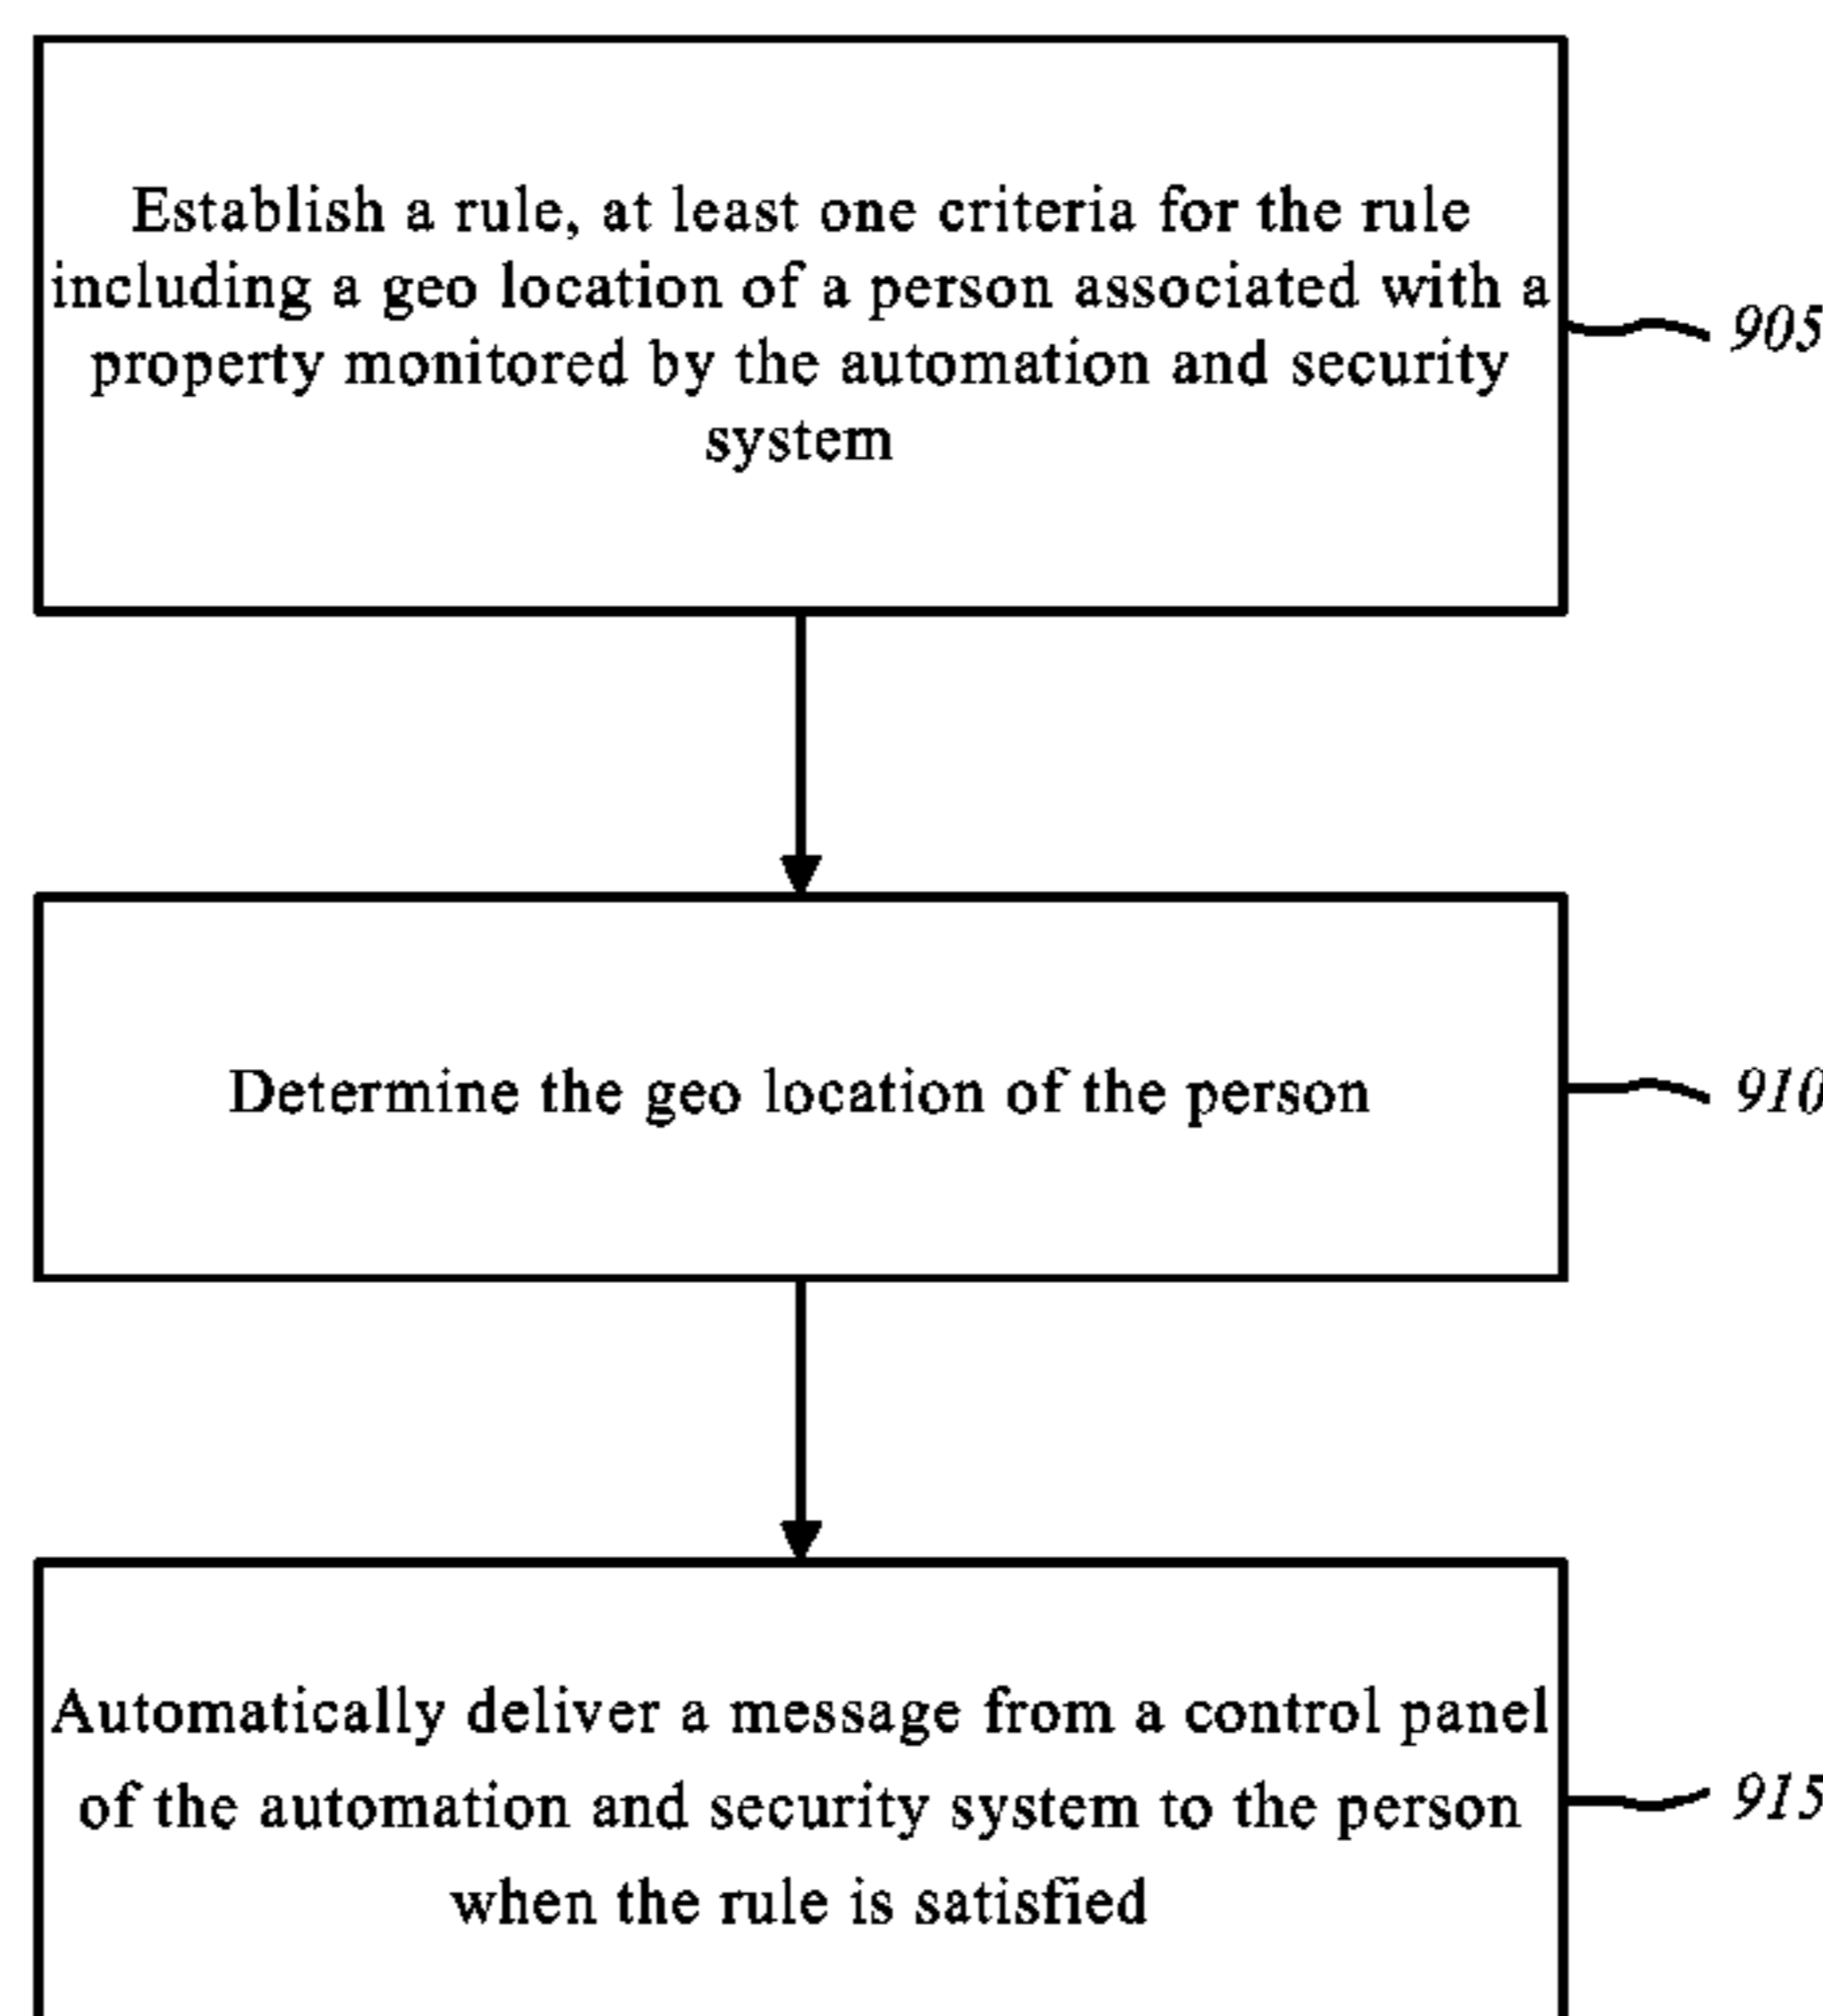 Establish a rule, at least one criteria for the rule
including a geo location of a person associated with a
property monitored by the automation and security
system
905
Determine the geo location of the person
910
Automatically deliver a message from a control panel
of the automation and security system to the person
when the rule is satisfied
915